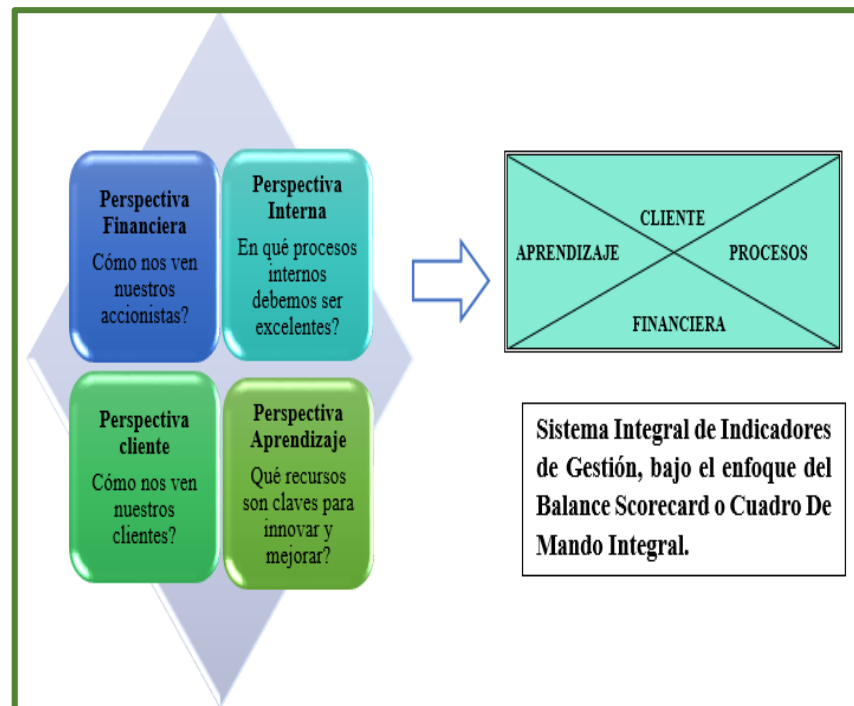 Perspectiva
Financiera
Cómo nos ven
nuestros
accionistas?
Perspectiva
Interna
En qué procesos
internos
debemos ser
excelentes?
Perspectiva
cliente
Cómo nos ven
nuestros
clientes?
Perspectiva
Aprendizaje
Qué recursos
son claves para
innovar y
mejorar?
CLIENTE
APRENDIZAJE
PROCESOS
FINANCIERA
Sistema Integral de Indicadores
de Gestión, bajo el enfoque del
Balance Scorecard o Cuadro De
Mando Integral.